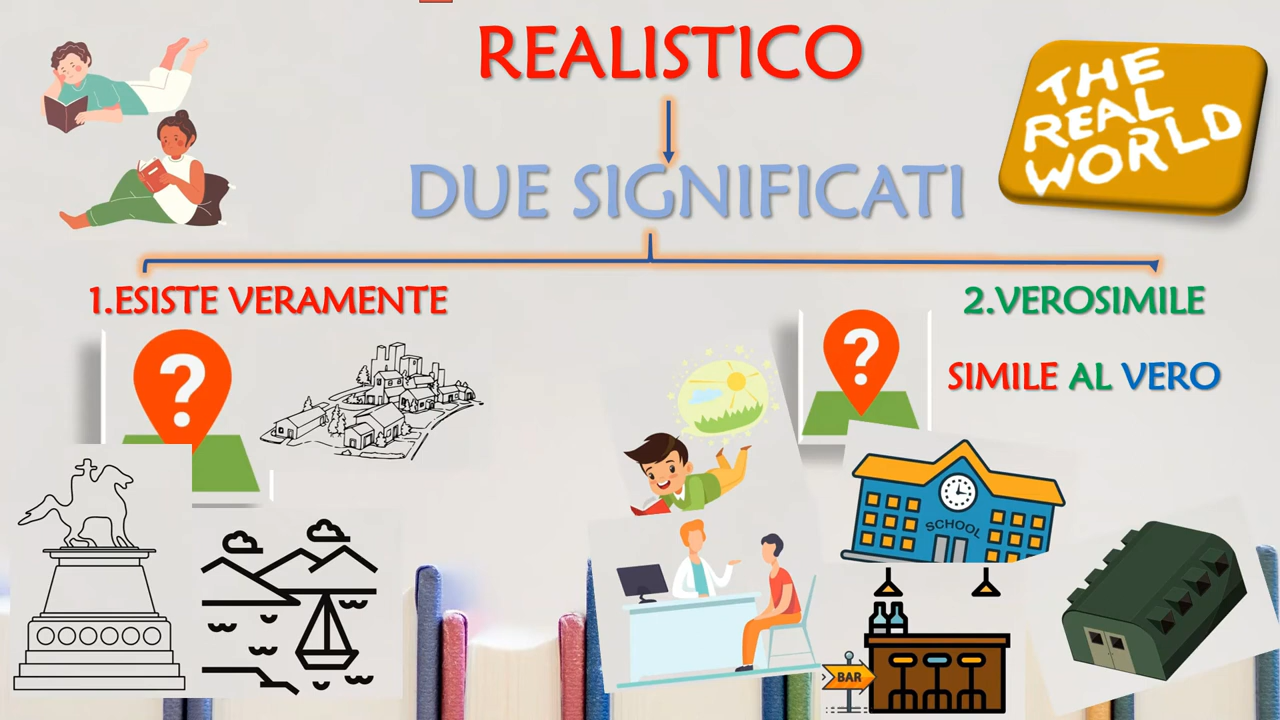 REALISTICO
THE
REAL
WORLD
DUE SIGNIFICATI
1.ESISTE VERAMENTE
2.VEROSIMILE
?
?
SIMILE AL VERO
SCHOOL
BAR